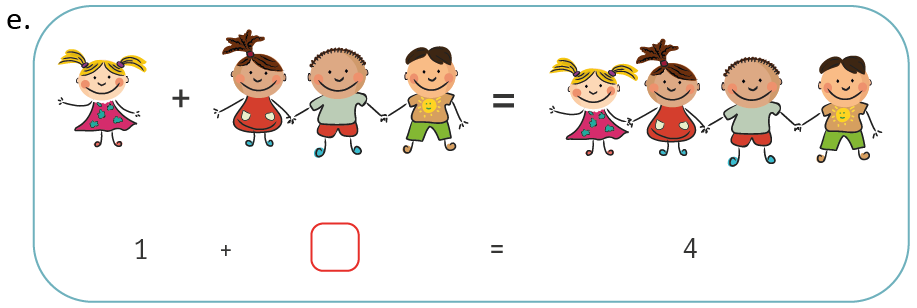 e.
+ =
1 + = 4